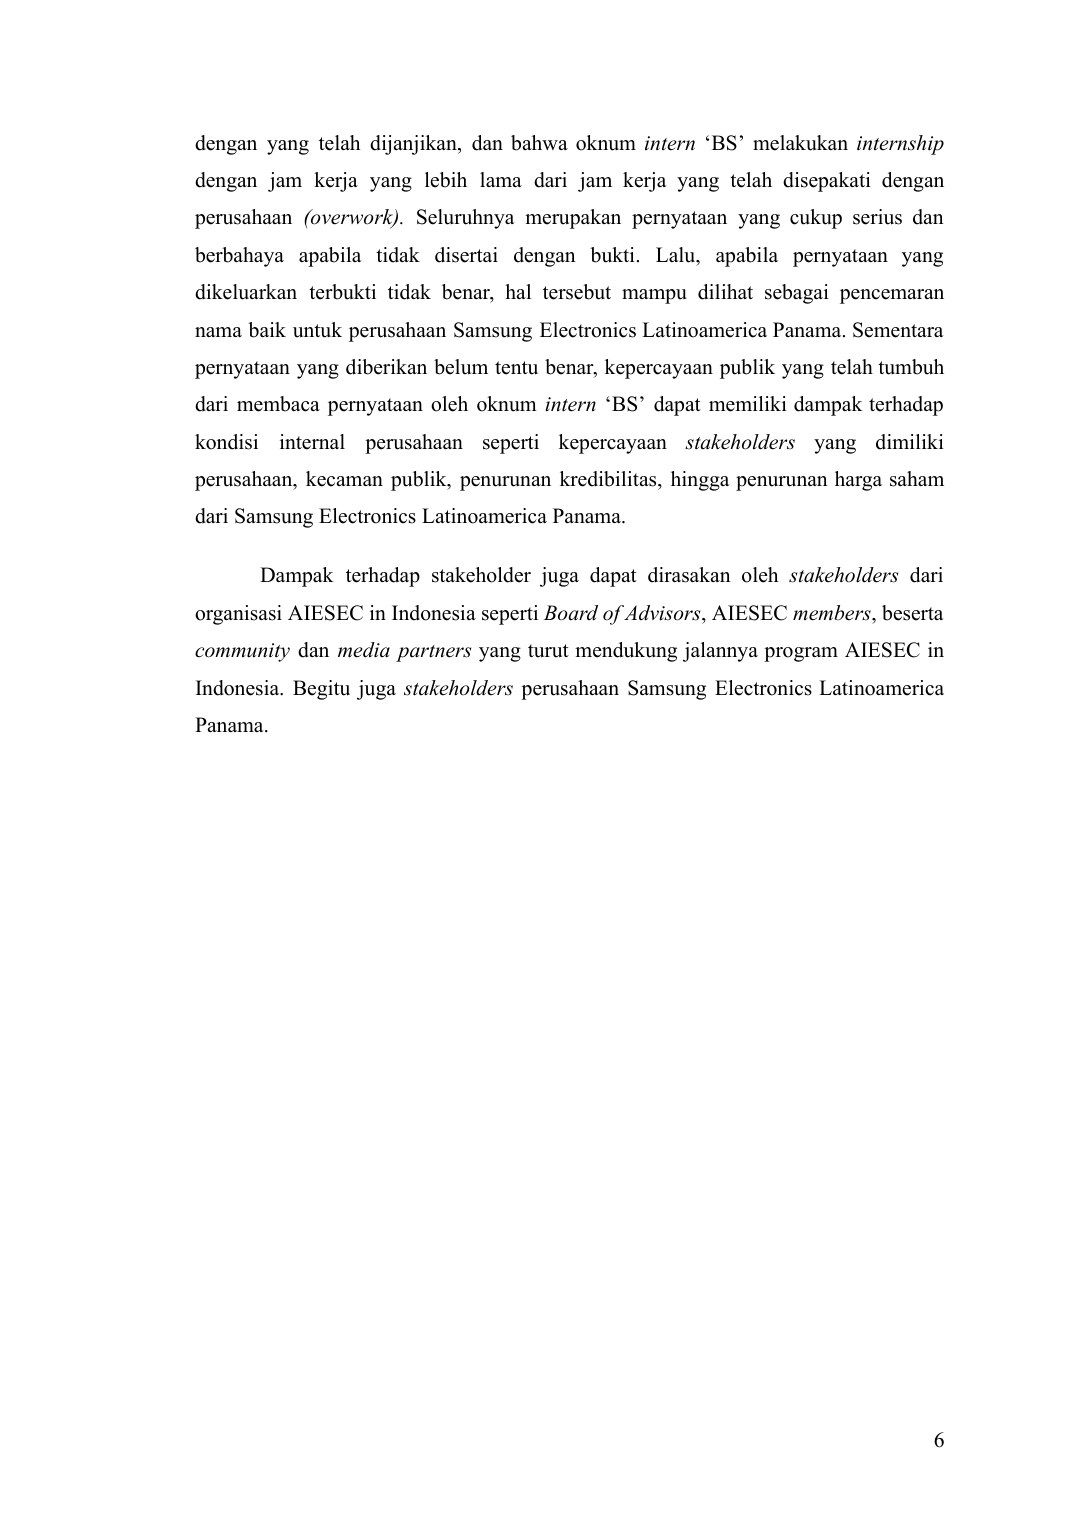 dengan yang telah dijanjikan, dan bahwa oknum intern ‘BS’ melakukan internship
dengan jam kerja yang lebih lama dari jam kerja yang telah disepakati dengan
perusahaan (overwork). Seluruhnya merupakan pernyataan yang cukup serius dan
berbahaya apabila tidak disertai dengan bukti. Lalu, apabila pernyataan yang
dikeluarkan terbukti tidak benar, hal tersebut mampu dilihat sebagai pencemaran
nama baik untuk perusahaan Samsung Electronics Latinoamerica Panama. Sementara
pernyataan yang diberikan belum tentu benar, kepercayaan publik yang telah tumbuh
dari membaca pernyataan oleh oknum intern ‘BS’ dapat memiliki dampak terhadap
kondisi internal perusahaan seperti kepercayaan stakeholders yang dimiliki
perusahaan, kecaman publik, penurunan kredibilitas, hingga penurunan harga saham
dari Samsung Electronics Latinoamerica Panama.
Dampak terhadap stakeholder juga dapat dirasakan oleh stakeholders dari
organisasi AIESEC in Indonesia seperti Board of Advisors, AIESEC members, beserta
community dan media partners yang turut mendukung jalannya program AIESEC in
Indonesia. Begitu juga stakeholders perusahaan Samsung Electronics Latinoamerica
Panama.
6